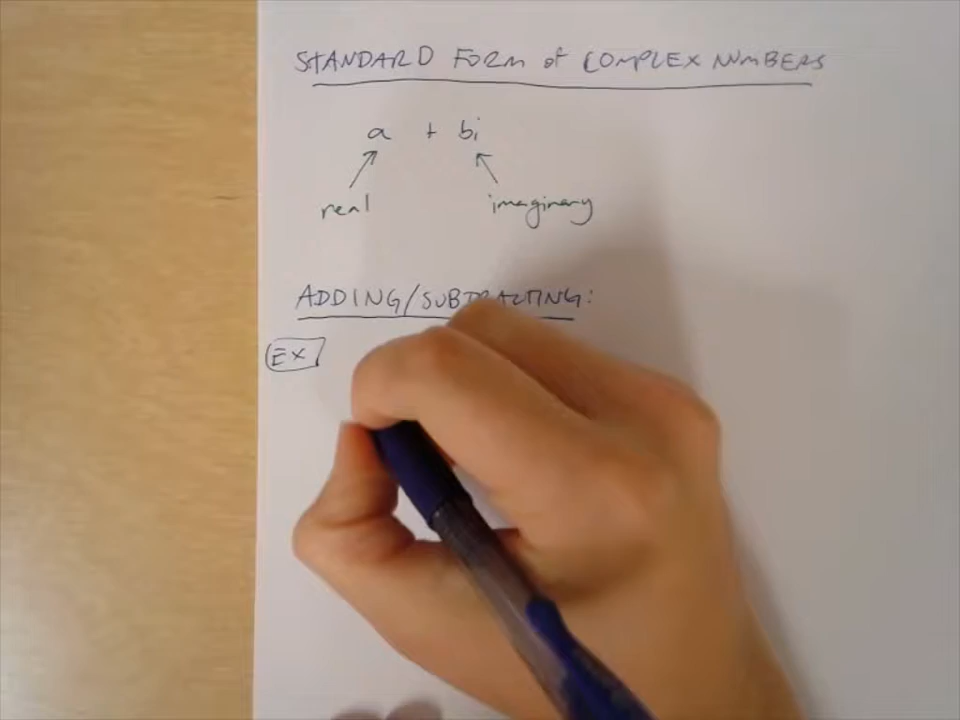 STANDARD FORM of COMPLEX NUMBERS
a + bi
real imaginary
ADDING/SUBTRACTING:
EX